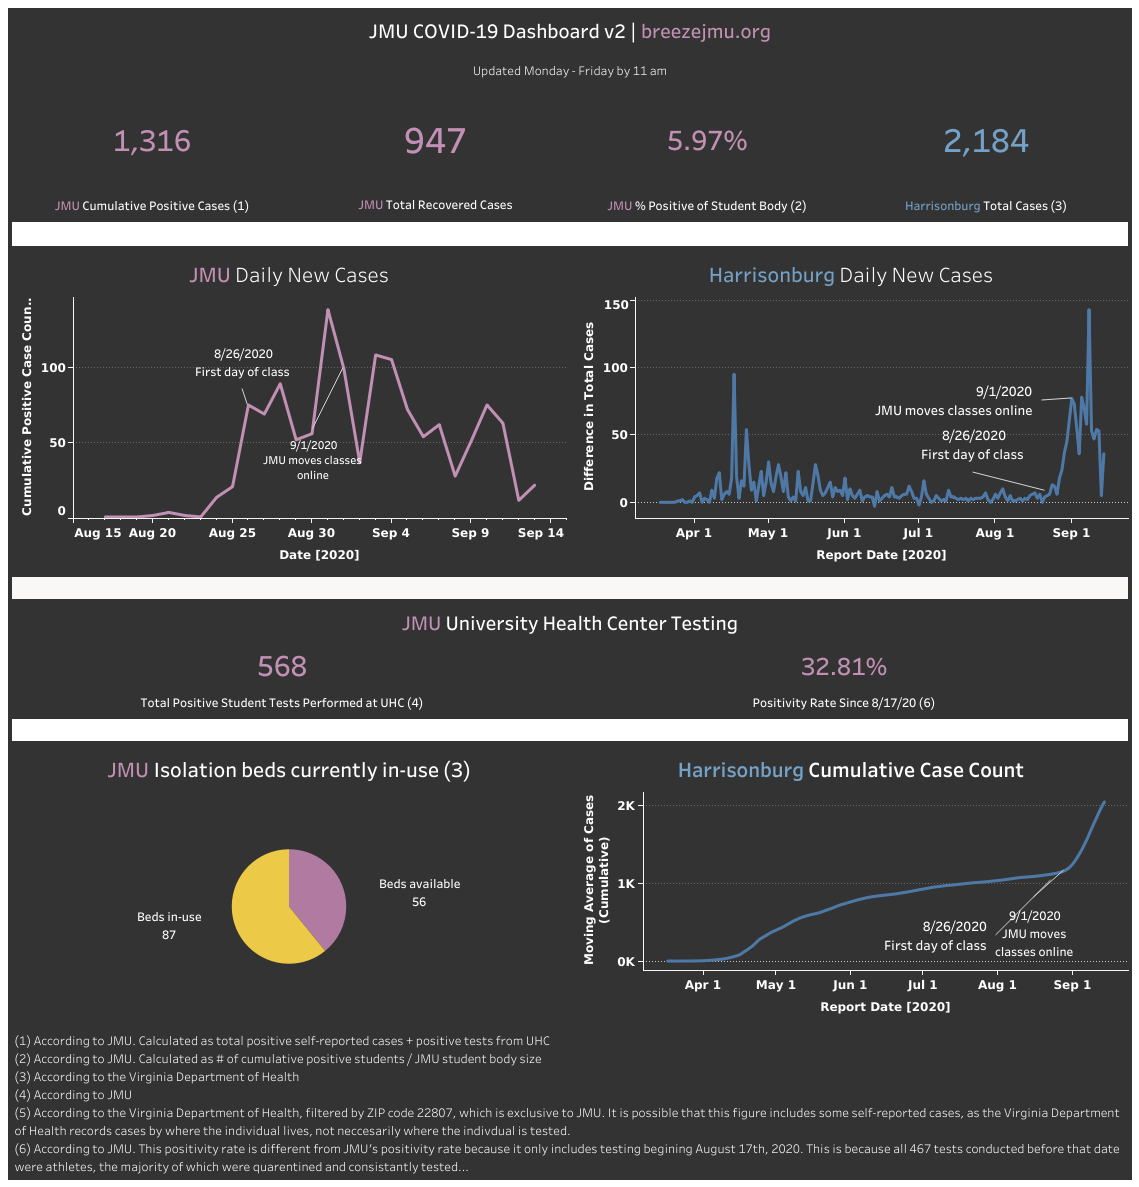 JMU COVID-19 Dashboard v2 | breezejmu.org
Updated Monday - Friday by 11 am
1,316
947
5.97%
2,184
JMU Cumulative Positive Cases (1)
JMU Total Recovered Cases
JMU % Positive of Student Body (2)
Harrisonburg Total Cases (3)
JMU Daily New Cases
Cumulative Positive Case Coun..
100
50
0
8/26/2020
First day of class
9/1/2020
JMU moves classes
online
Aug 15 Aug 20 Aug 25 Aug 30 Sep 4 Sep 9 Sep 14
Date [2020]
Harrisonburg Daily New Cases
Difference in Total Cases
150
100
50
0
9/1/2020
JMU moves classes online
8/26/2020
First day of class
Apr 1 May 1 Jun 1 Jul 1 Aug 1 Sep 1
Report Date [2020]
JMU University Health Center Testing
568
Total Positive Student Tests Performed at UHC (4)
32.81%
Positivity Rate Since 8/17/20 (6)
JMU Isolation beds currently in-use (3)
Beds available
56
Beds in-use
87
Harrisonburg Cumulative Case Count
Moving Average of Cases
(Cumulative)
2K
1K
0K
8/26/2020
First day of class
9/1/2020
JMU moves
classes online
Apr 1 May 1 Jun 1 Jul 1 Aug 1 Sep 1
Report Date [2020]
(1) According to JMU. Calculated as total positive self-reported cases + positive tests from UHC
(2) According to JMU. Calculated as # of cumulative positive students / JMU student body size
(3) According to the Virginia Department of Health
(4) According to JMU
(5) According to the Virginia Department of Health, filtered by ZIP code 22807, which is exclusive to JMU. It is possible that this figure includes some self-reported cases, as the Virginia Department
of Health records cases by where the individual lives, not neccesarily where the indivdual is tested.
(6) According to JMU. This positivity rate is different from JMU's positivity rate because it only includes testing begining August 17th, 2020. This is because all 467 tests conducted before that date
were athletes, the majority of which were quarentined and consistantly tested...